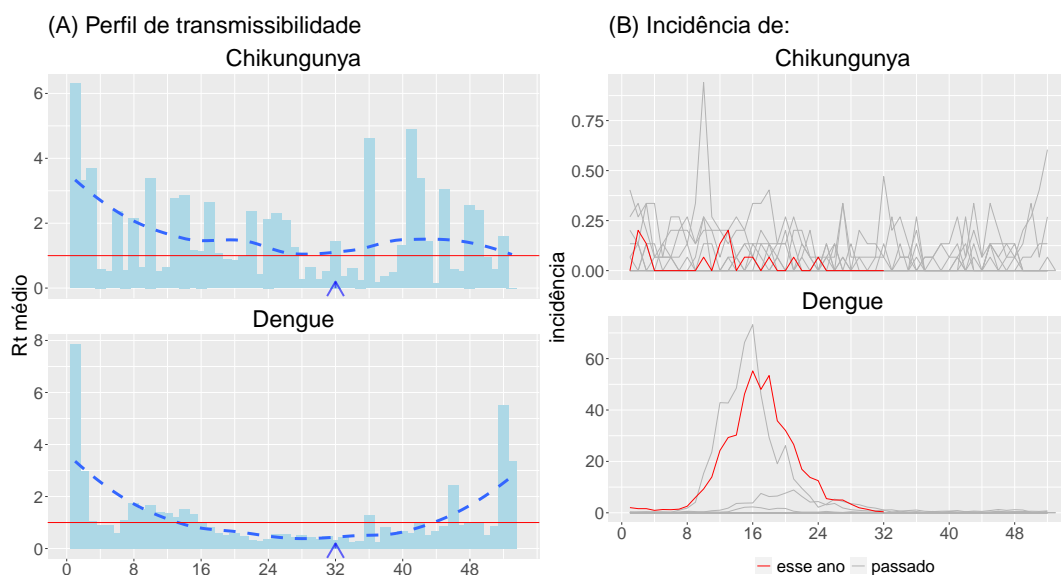 (A) Perfil de transmissibilidade
Chikungunya
6
4
2
0
Dengue
8
6
4
2
0
0 8 16 24 32 40 48
Rt médio
(B) Incidência de:
Chikungunya
0.75
0.50
0.25
0.00
Dengue
60
40
20
0
0 8 16 24 32 40 48
incidência
esse ano passado